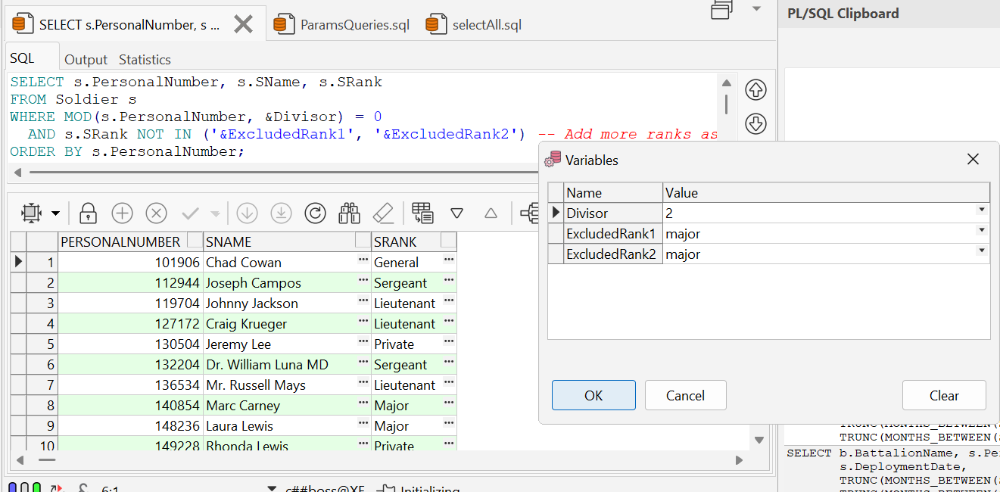 SELECT s.PersonalNumber, s ...
ParamsQueries.sql
selectAll.sql
PL/SQL Clipboard
SQL
Output
Statistics
SELECT s.PersonalNumber, s.SName, s.SRank
FROM Soldier s
WHERE MOD(s.PersonalNumber, &Divisor) = 0
AND s.SRank NOT IN ('&ExcludedRank1', '&ExcludedRank2') -- Add more ranks as
ORDER BY s.PersonalNumber;
Variables
Name Value
Divisor 2
ExcludedRank1 major
ExcludedRank2 major
OK Cancel Clear
PERSONALNUMBER SNAME SRANK
1 101906 Chad Cowan ... General ...
2 112944 Joseph Campos ... Sergeant ...
3 119704 Johnny Jackson ... Lieutenant ...
4 127172 Craig Krueger ... Lieutenant ...
5 130504 Jeremy Lee ... Private ...
6 132204 Dr. William Luna MD ... Sergeant ...
7 136534 Mr. Russell Mays ... Lieutenant ...
8 140854 Marc Carney ... Major ...
9 148236 Laura Lewis ... Major ...
10 149228 Rhonda Lewis ... Private ...
TRUNC(MONTHS_BETWEEN(
TRUNC(MONTHS_BETWEEN(
SELECT b.BattalionName, s.Pe
s.DeploymentDate,
TRUNC(MONTHS_BETWEEN(
6:1
c##boss@XE
Initializing